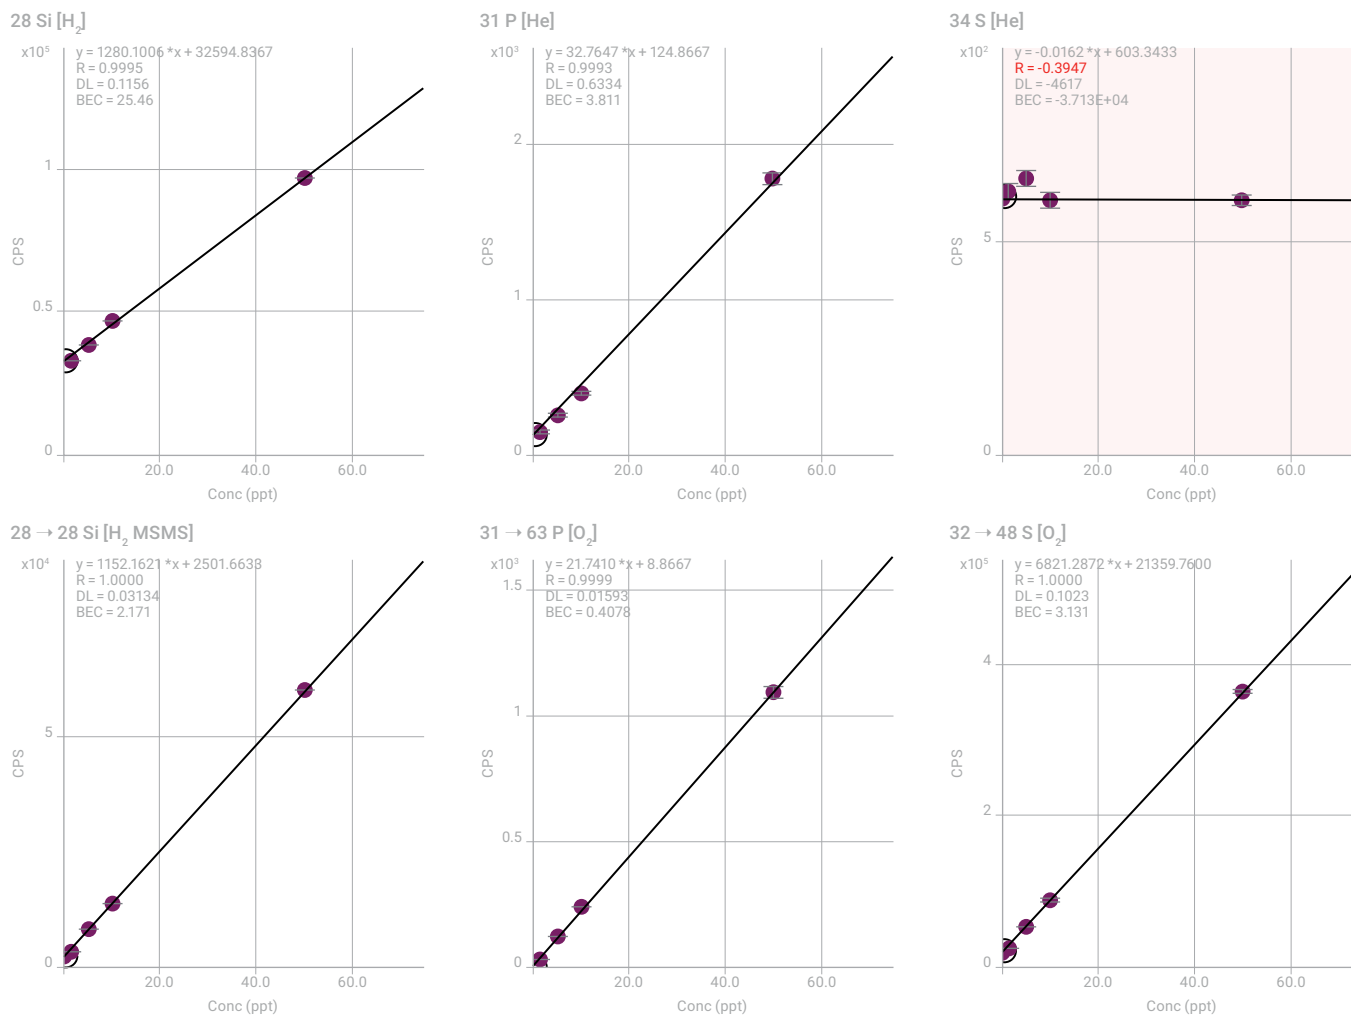 28 Si [H2]
x10⁵
y = 1280.1006 *x + 32594.8367
R = 0.9995
DL = 0.1156
BEC = 25.46
1
0.5
0
CPS
20.0
40.0
60.0
Conc (ppt)
31 P [He]
x10³
y = 32.7647 *x + 124.8667
R = 0.9993
DL = 0.6334
BEC = 3.811
2
1
0
CPS
20.0
40.0
60.0
Conc (ppt)
34 S [He]
x10²
y = -0.0162 *x + 603.3433
R = -0.3947
DL = -4617
BEC = -3.713E+04
5
0
CPS
20.0
40.0
60.0
Conc (ppt)
28 → 28 Si [H2 MSMS]
x10⁴
y = 1152.1621 *x + 2501.6633
R = 1.0000
DL = 0.03134
BEC = 2.171
5
0
CPS
20.0
40.0
60.0
Conc (ppt)
31 → 63 P [O2]
x10³
y = 21.7410 *x + 8.8667
R = 0.9999
DL = 0.01593
BEC = 0.4078
1.5
1
0.5
0
CPS
20.0
40.0
60.0
Conc (ppt)
32 → 48 S [O2]
x10⁵
y = 6821.2872 *x + 21359.7600
R = 1.0000
DL = 0.1023
BEC = 3.131
4
2
0
CPS
20.0
40.0
60.0
Conc (ppt)